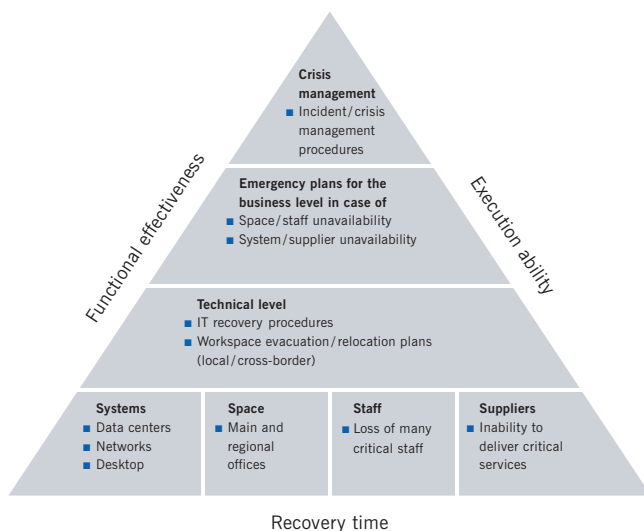 Crisis
management
■ Incident/crisis
management
procedures
Functional effectiveness
Execution ability
Emergency plans for the
business level in case of
■ Space/staff unavailability
■ System/supplier unavailability
Technical level
■ IT recovery procedures
■ Workspace evacuation/relocation plans
(local/cross-border)
Systems
■ Data centers
■ Networks
■ Desktop
Space
■ Main and
regional
offices
Staff
■ Loss of many
critical staff
Suppliers
■ Inability to
deliver critical
services
Recovery time